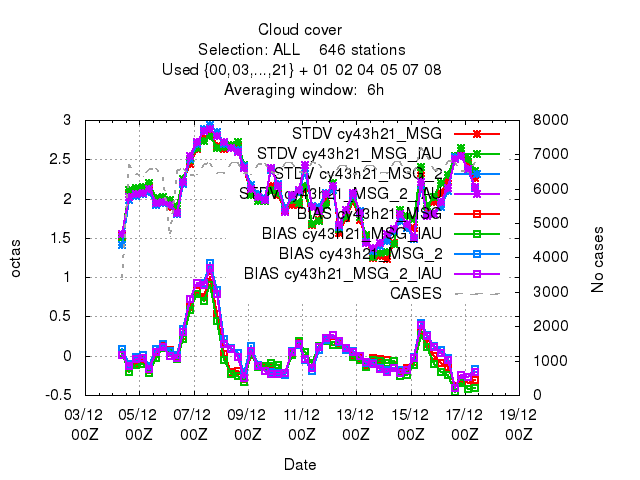 Cloud cover
Selection: ALL    646 stations
Used {00,03,...,21} + 01 02 04 05 07 08
Averaging window:  6h
3
2.5
2
1.5
1
0.5
0
-0.5
octas
8000
7000
6000
5000
4000
3000
2000
1000
0
No cases
STDV cy43h21_MSG
STDV cy43h21_MSG_IAU
STDV cy43h21_MSG_2
STDV cy43h21_MSG_2_IAU
BIAS cy43h21_MSG
BIAS cy43h21_MSG_IAU
BIAS cy43h21_MSG_2
BIAS cy43h21_MSG_2_IAU
CASES
03/12 05/12 07/12 09/12 11/12 13/12 15/12 17/12 19/12
00Z 00Z 00Z 00Z 00Z 00Z 00Z 00Z 00Z
Date